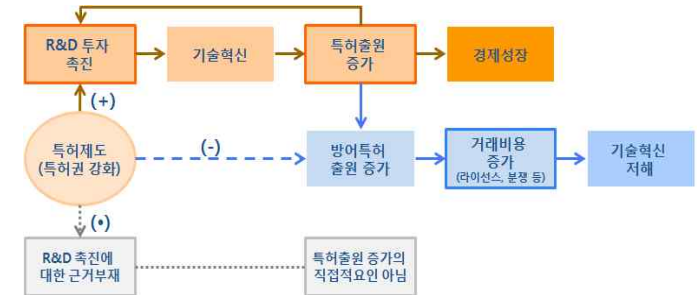 R&D 투자
촉진
기술혁신
특허출원
증가
경제성장
(+)
특허제도
(특허권 강화)
(-)
방어특허
출원 증가
거래비용
증가
(라이선스, 분쟁 등)
기술혁신
저해
(•)
R&D 촉진에
대한 근거부재
특허출원 증가의
직접적요인 아님